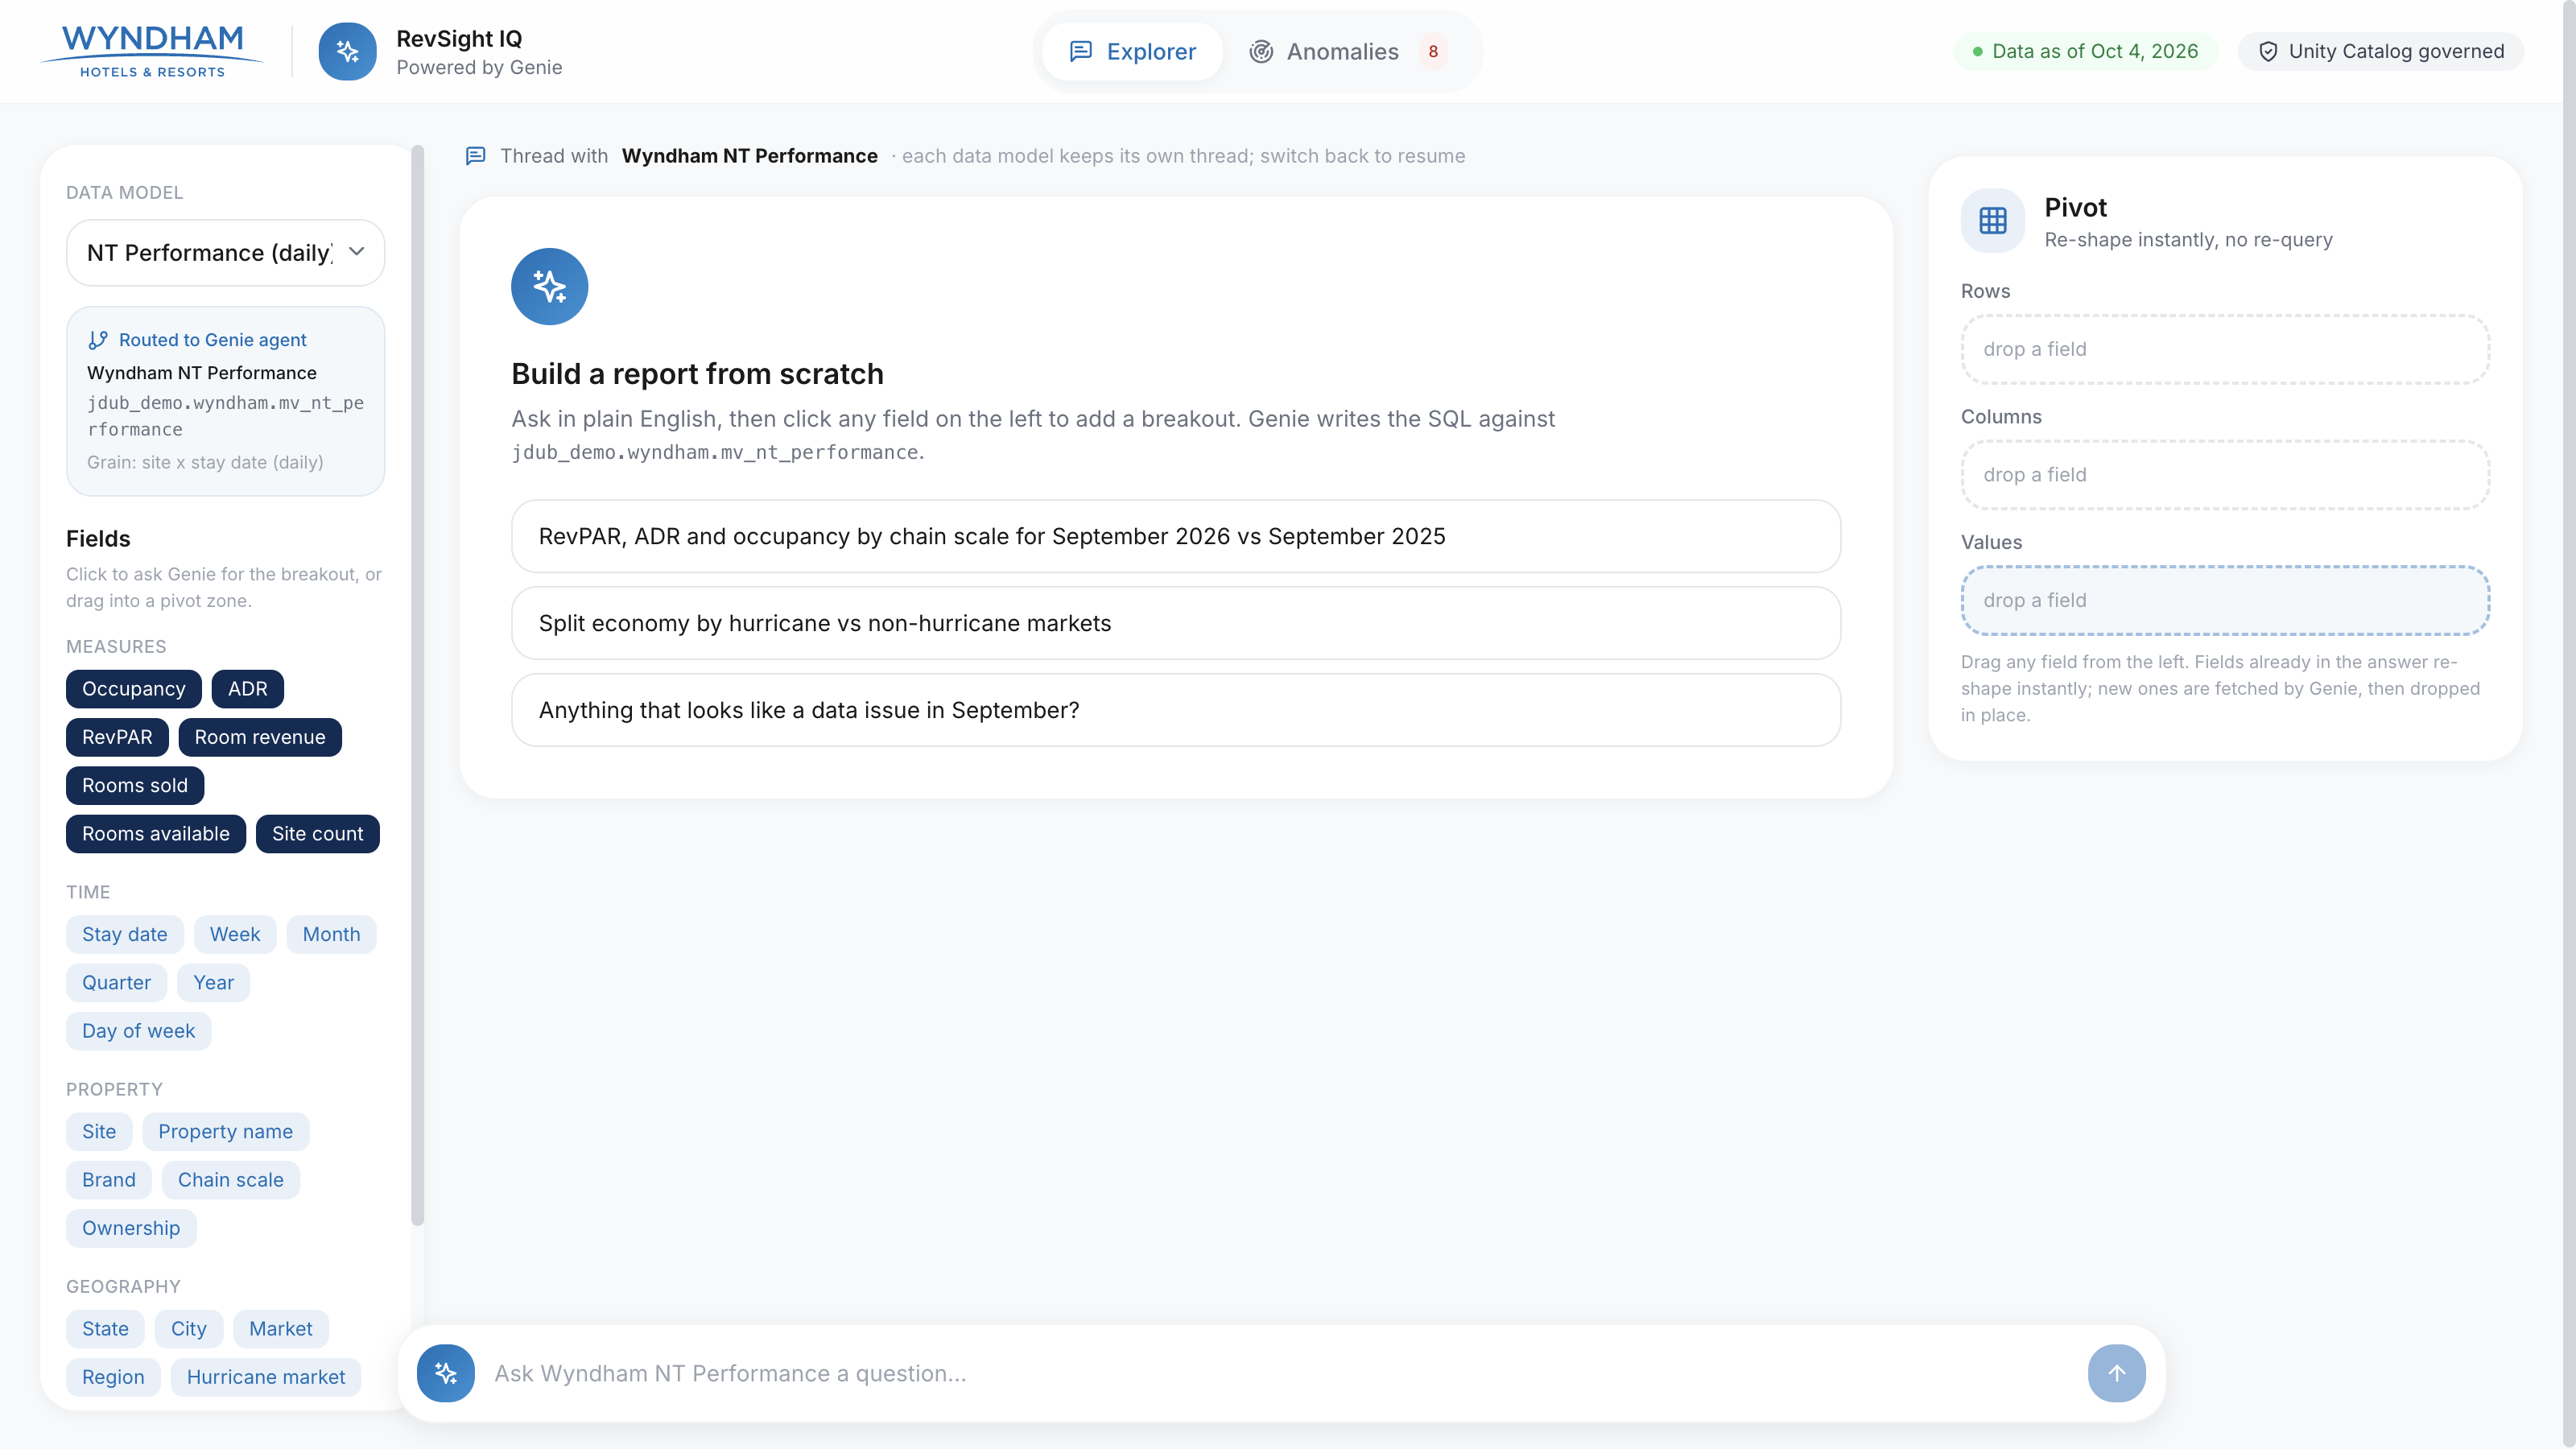 WYNDHAM
HOTELS & RESORTS
RevSight IQ
Powered by Genie
Explorer
Anomalies 8
Data as of Oct 4, 2026
Unity Catalog governed
DATA MODEL
NT Performance (daily)
Routed to Genie agent
Wyndham NT Performance
jdub_demo.wyndham.mv_nt_pe
rformance
Grain: site x stay date (daily)
Fields
Click to ask Genie for the breakout, or
drag into a pivot zone.
MEASURES
Occupancy ADR
RevPAR Room revenue
Rooms sold
Rooms available Site count
TIME
Stay date Week Month
Quarter Year
Day of week
PROPERTY
Site Property name
Brand Chain scale
Ownership
GEOGRAPHY
State City Market
Region Hurricane market
Thread with Wyndham NT Performance · each data model keeps its own thread; switch back to resume
Build a report from scratch
Ask in plain English, then click any field on the left to add a breakout. Genie writes the SQL against
jdub_demo.wyndham.mv_nt_performance.
RevPAR, ADR and occupancy by chain scale for September 2026 vs September 2025
Split economy by hurricane vs non-hurricane markets
Anything that looks like a data issue in September?
Ask Wyndham NT Performance a question...
Pivot
Re-shape instantly, no re-query
Rows
drop a field
Columns
drop a field
Values
drop a field
Drag any field from the left. Fields already in the answer re-
shape instantly; new ones are fetched by Genie, then dropped
in place.